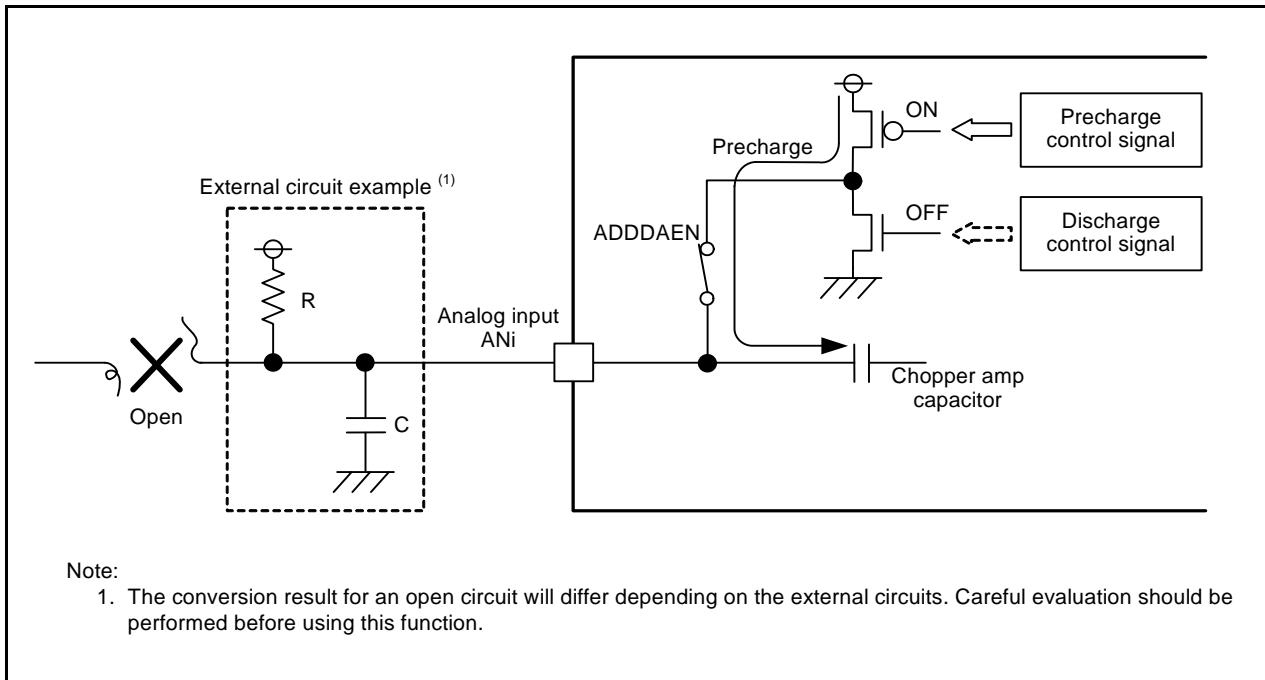 ON
Precharge
control signal
Precharge
External circuit example (1)
OFF
Discharge
control signal
ADDDAEN
R
Analog input
ANi
Open
C
Chopper amp
capacitor
Note:
1. The conversion result for an open circuit will differ depending on the external circuits. Careful evaluation should be
performed before using this function.